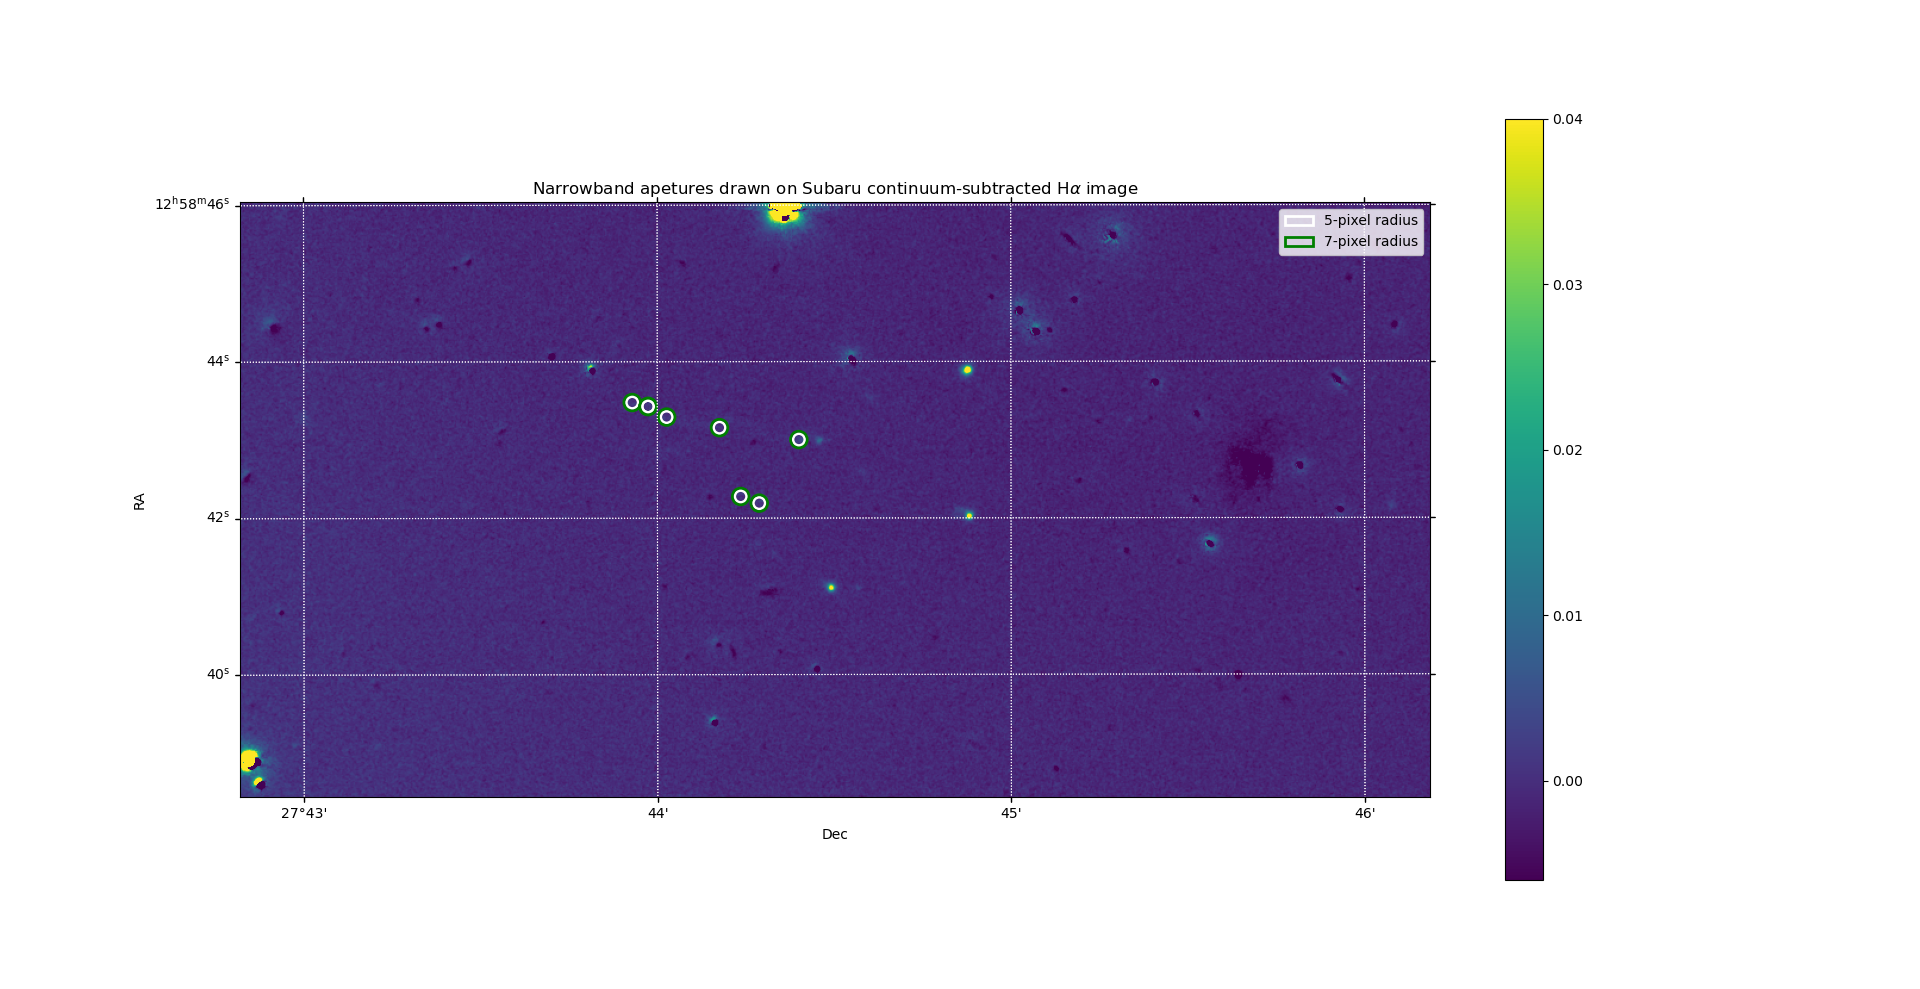 Narrowband apetures drawn on Subaru continuum-subtracted Hα image
5-pixel radius
7-pixel radius
12ʰ58ᵐ46ˢ
44ˢ
42ˢ
40ˢ
RA
27°43'
44'
45'
46'
Dec
0.04
0.03
0.02
0.01
0.00